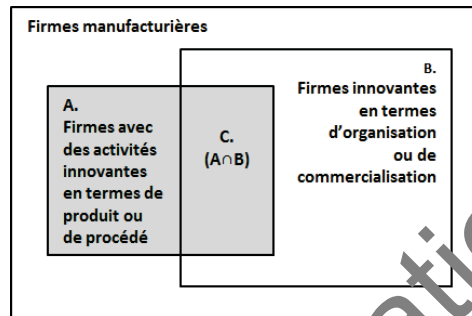 Firmes manufacturières
A.
Firmes avec
des activités
innovantes
en termes de
produit ou
de procédé
C.
(A∩B)
B.
Firmes innovantes
en termes
d'organisation
ou de
commercialisation